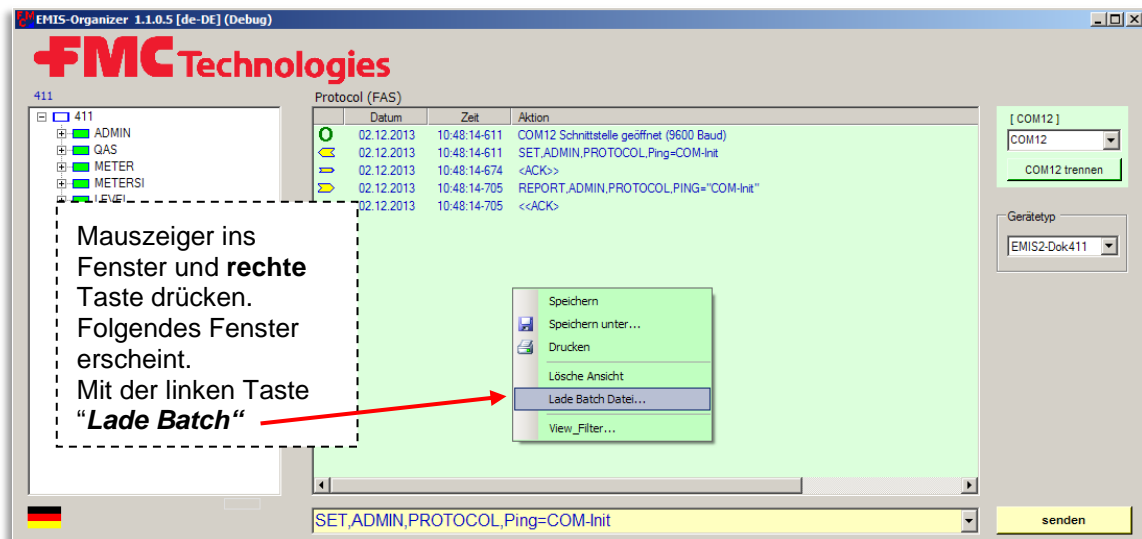 EMIS-Organizer 1.1.0.5 [de-DE] (Debug)
FMC Technologies
411
411
ADMIN
QAS
METER
METERSI
LEVEL
Mauszeiger ins
Fenster und rechte
Taste drücken.
Folgendes Fenster
erscheint.
Mit der linken Taste
“Lade Batch“
Protocol (FAS)
Datum Zeit Aktion
02.12.2013 10:48:14-611 COM12 Schnittstelle geöffnet (9600 Baud)
02.12.2013 10:48:14-611 SET,ADMIN,PROTOCOL,Ping=COM-Init
02.12.2013 10:48:14-674 <ACK>>
02.12.2013 10:48:14-705 REPORT,ADMIN,PROTOCOL,PING="COM-Init"
02.12.2013 10:48:14-705 <<ACK>
Speichern
Speichern unter...
Drucken
Lösche Ansicht
Lade Batch Datei...
View_Filter...
[ COM12 ]
COM12
COM12 trennen
Gerätetyp
EMIS2-Dok411
SET,ADMIN,PROTOCOL,Ping=COM-Init
senden